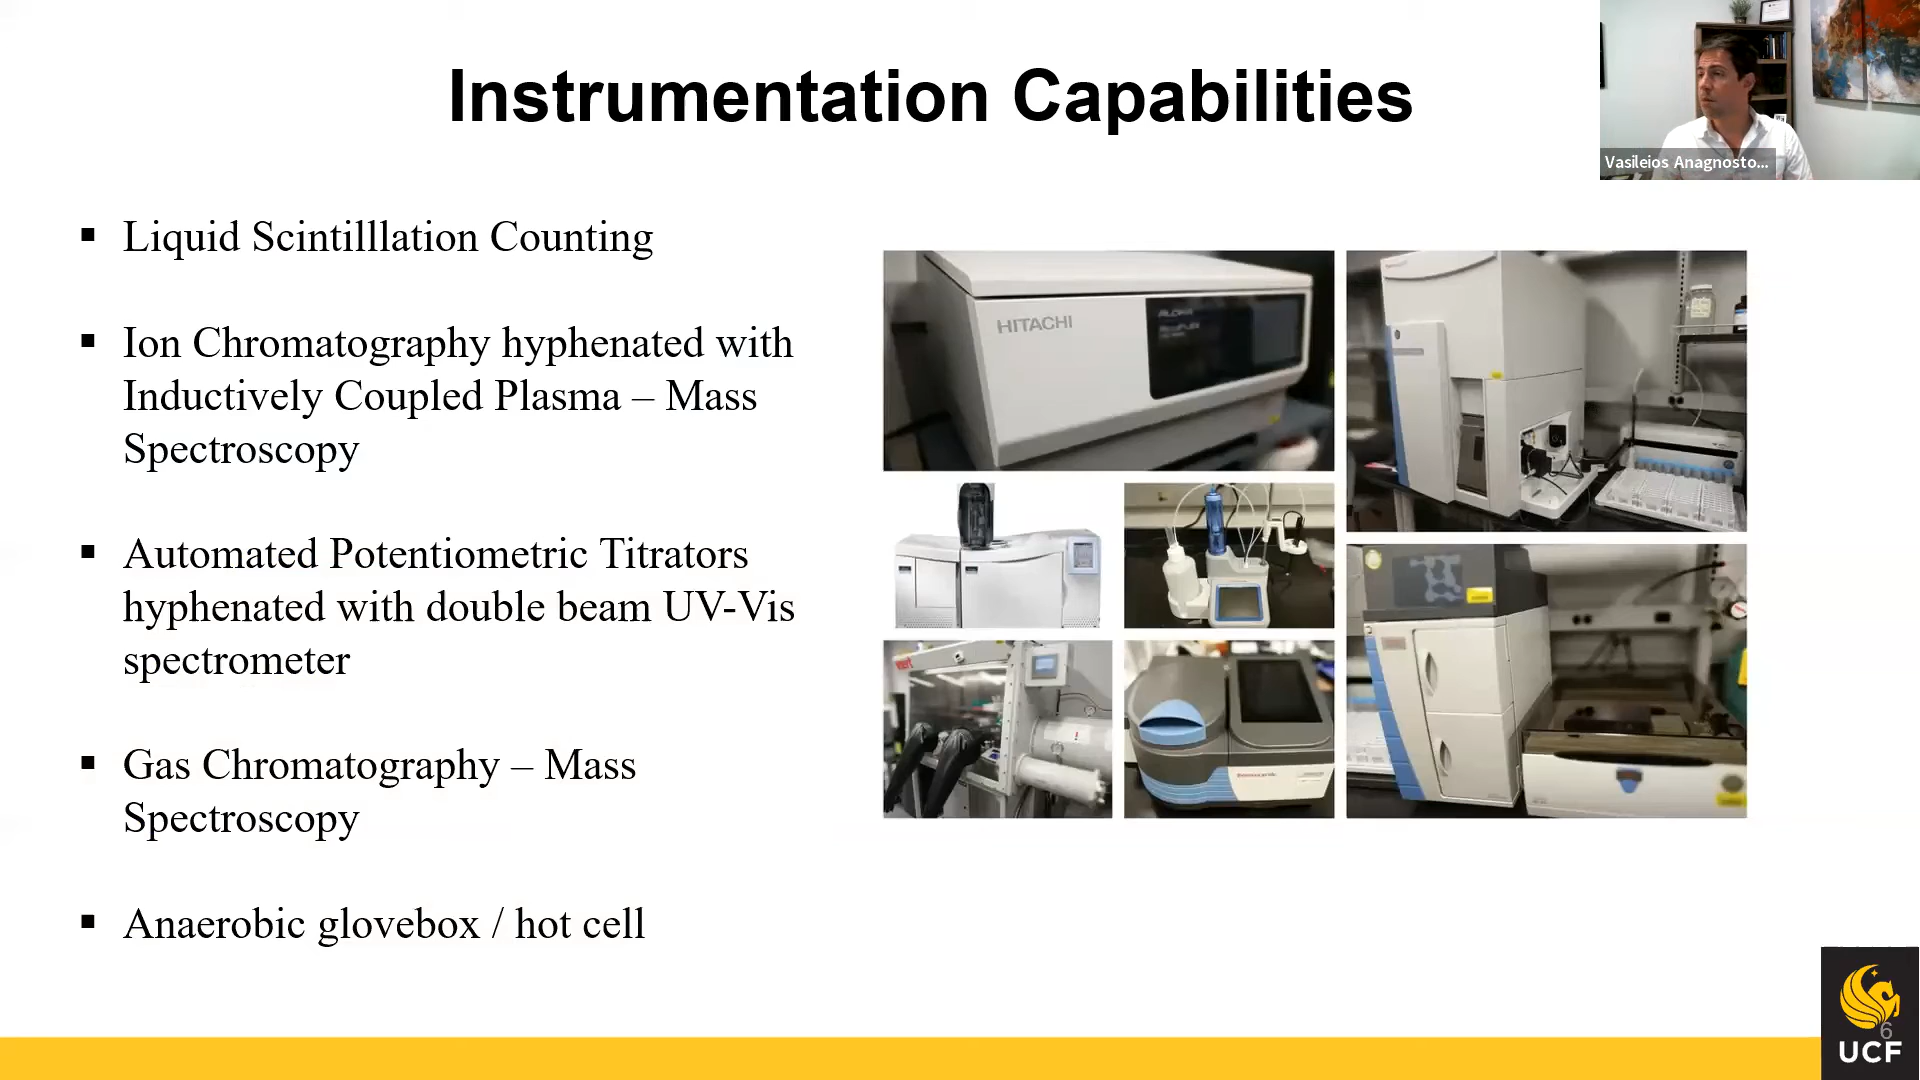 Instrumentation Capabilities
Vasileios Anagnosto...
▪ Liquid Scintilllation Counting
▪ Ion Chromatography hyphenated with
Inductively Coupled Plasma – Mass
Spectroscopy
▪ Automated Potentiometric Titrators
hyphenated with double beam UV-Vis
spectrometer
▪ Gas Chromatography – Mass
Spectroscopy
▪ Anaerobic glovebox / hot cell
HITACHI
6
UCF